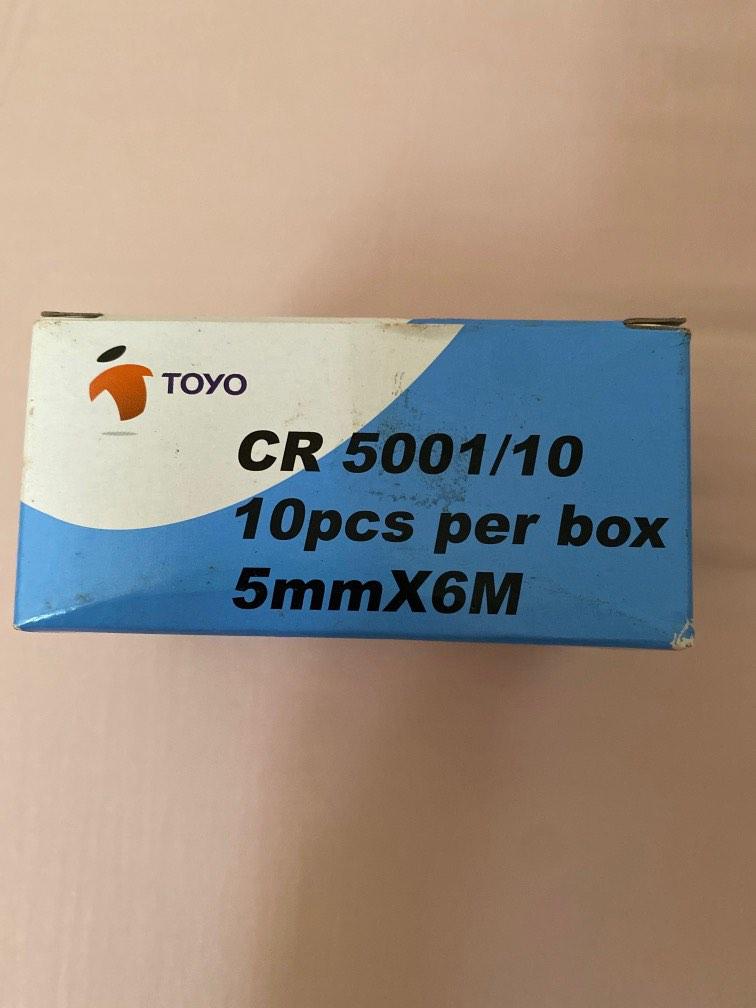 TOYO
CR 5001/10
10pcs per box
5mmX6M